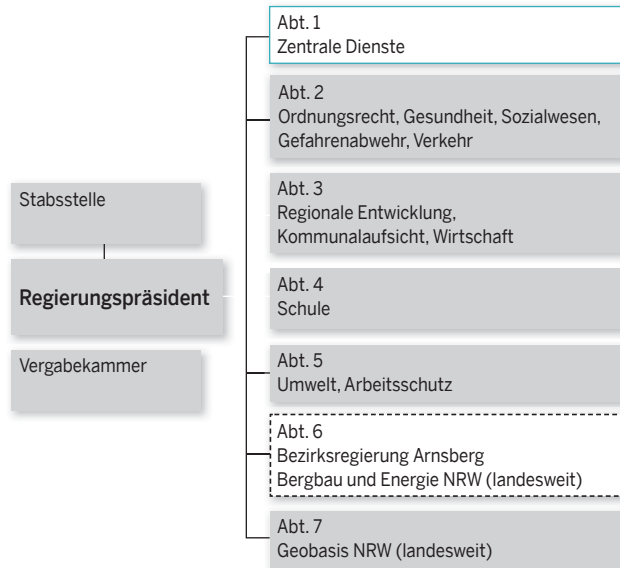 Stabsstelle
Regierungspräsident
Vergabekammer
Abt. 1
Zentrale Dienste
Abt. 2
Ordnungsrecht, Gesundheit, Sozialwesen,
Gefahrenabwehr, Verkehr
Abt. 3
Regionale Entwicklung,
Kommunalaufsicht, Wirtschaft
Abt. 4
Schule
Abt. 5
Umwelt, Arbeitsschutz
Abt. 6
Bezirksregierung Arnsberg
Bergbau und Energie NRW (landesweit)
Abt. 7
Geobasis NRW (landesweit)